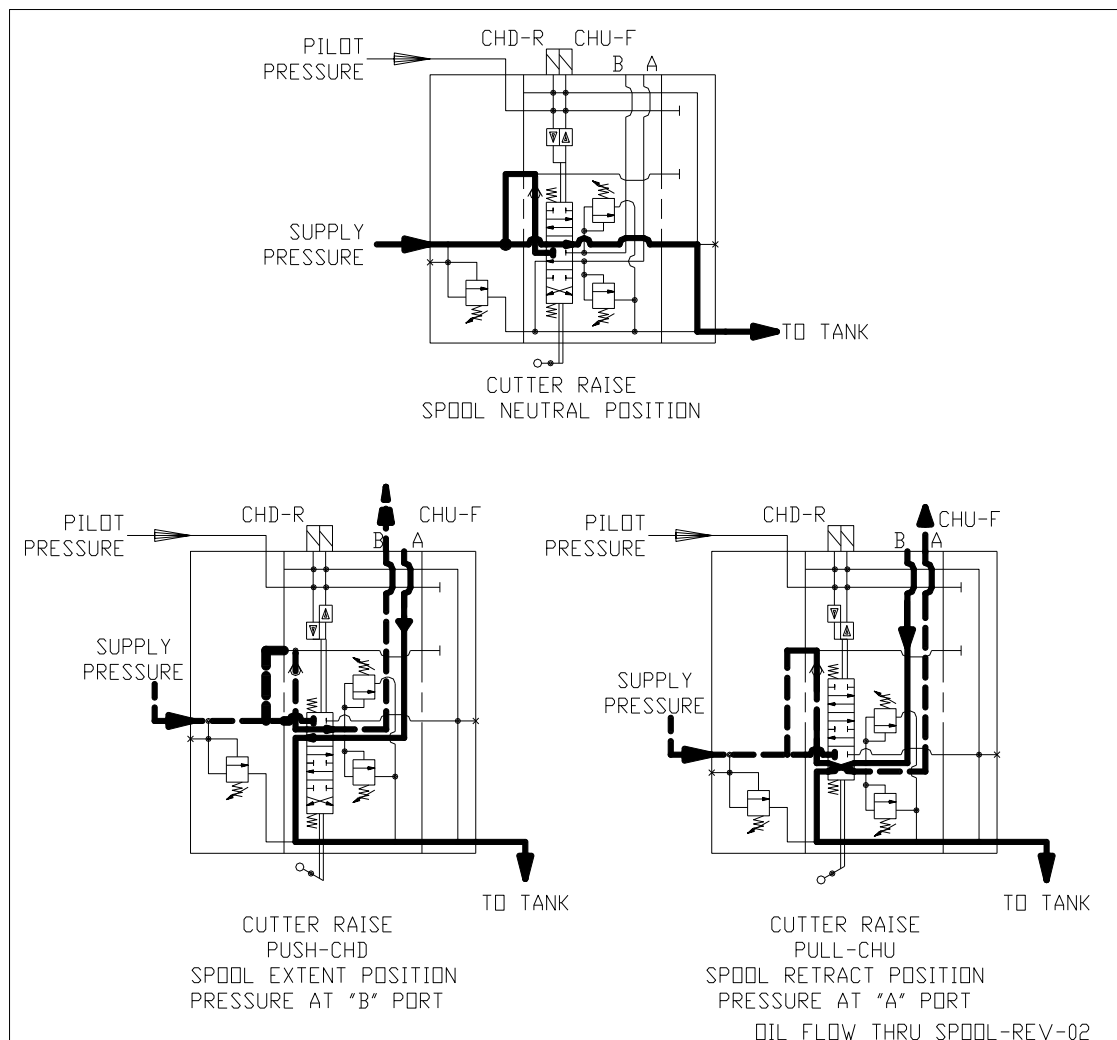 CHD-R CHU-F
PILOT
PRESSURE
B A
SUPPLY
PRESSURE
TO TANK
CUTTER RAISE
SPOOL NEUTRAL POSITION
CHD-R
B A CHU-F
PILOT
PRESSURE
SUPPLY
PRESSURE
TO TANK
CUTTER RAISE
PUSH-CHD
SPOOL EXTENT POSITION
PRESSURE AT "B" PORT
CHD-R
B A CHU-F
PILOT
PRESSURE
SUPPLY
PRESSURE
TO TANK
CUTTER RAISE
PULL-CHU
SPOOL RETRACT POSITION
PRESSURE AT "A" PORT
OIL FLOW THRU SPOOL-REV-02